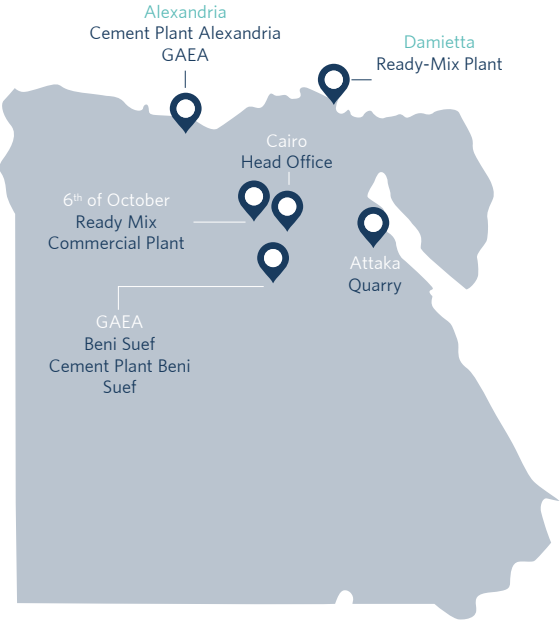 Alexandria
Cement Plant Alexandria
GAEA
Damietta
Ready-Mix Plant
Cairo
Head Office
6th of October
Ready Mix
Commercial Plant
Attaka
Quarry
GAEA
Beni Suef
Cement Plant Beni
Suef